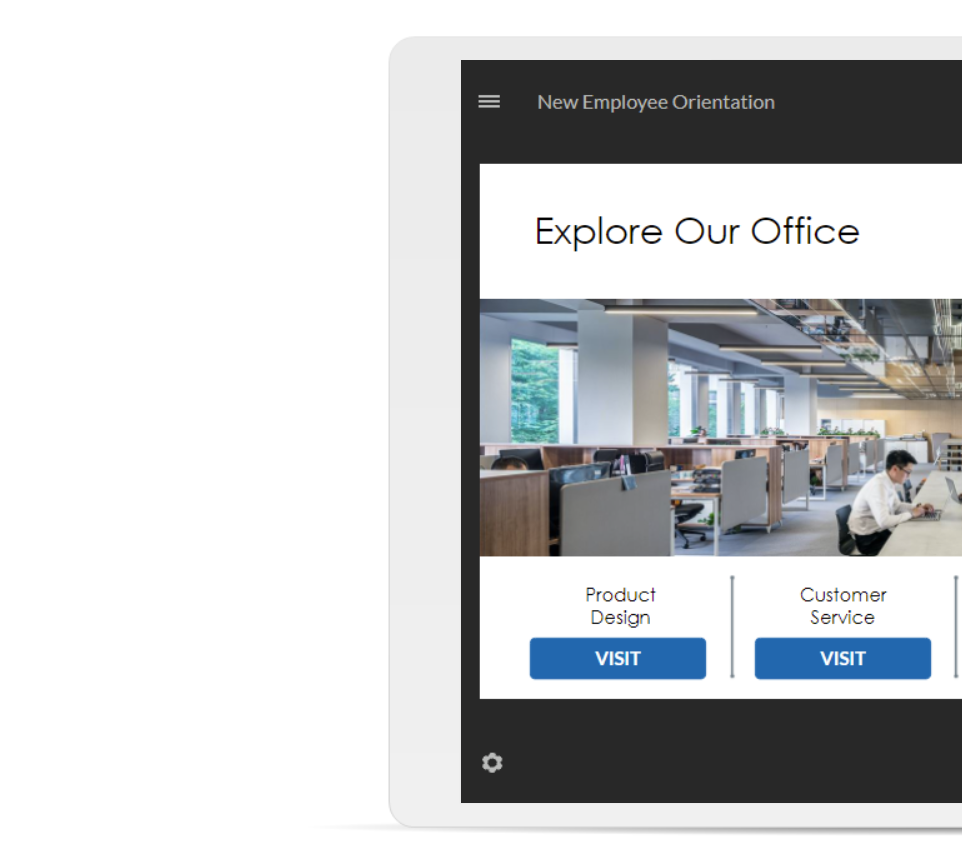 New Employee Orientation
Explore Our Office
Product
Design
VISIT
Customer
Service
VISIT